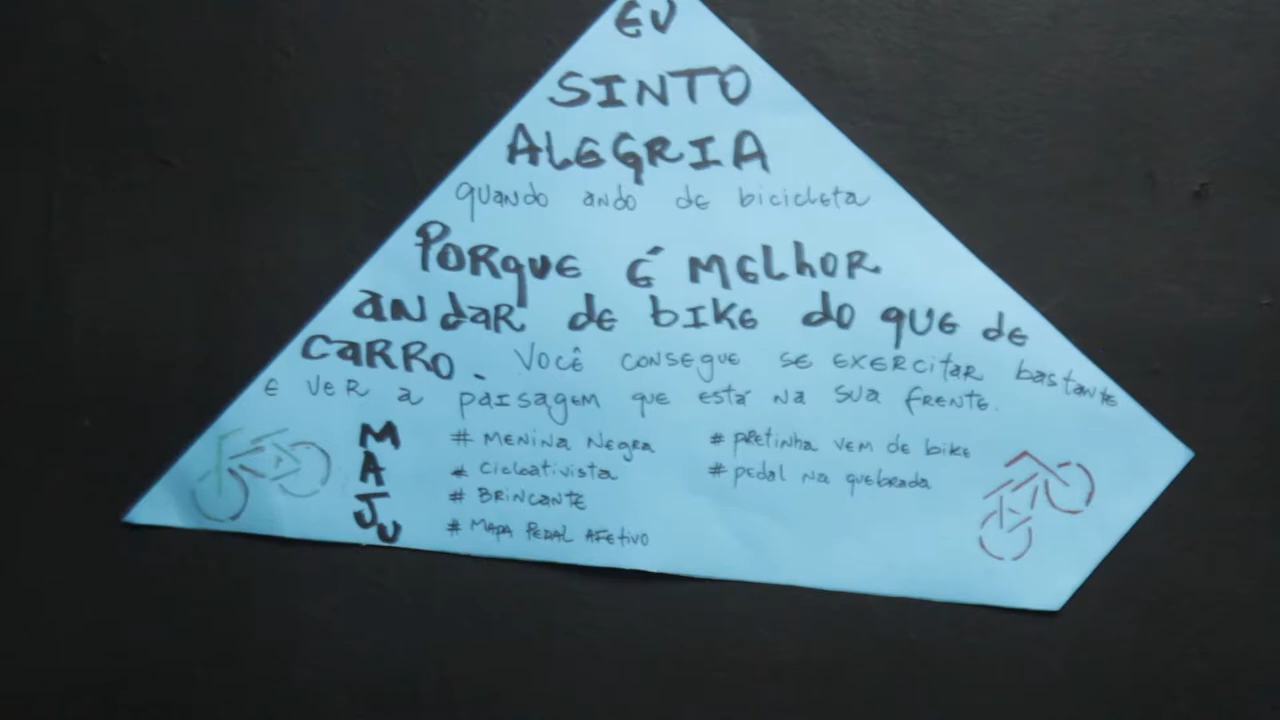 EU
SINTO
ALEGRIA
quando ando de bicicleta
Porque é melhor
andar de bike do que de
carro. Você consegue se exercitar bastante
e ver a paisagem que está na sua frente.
MAJU
# menina negra
# cicloativista
# brincante
# mapa pedal afetivo
# pretinha vem de bike
# pedal na quebrada